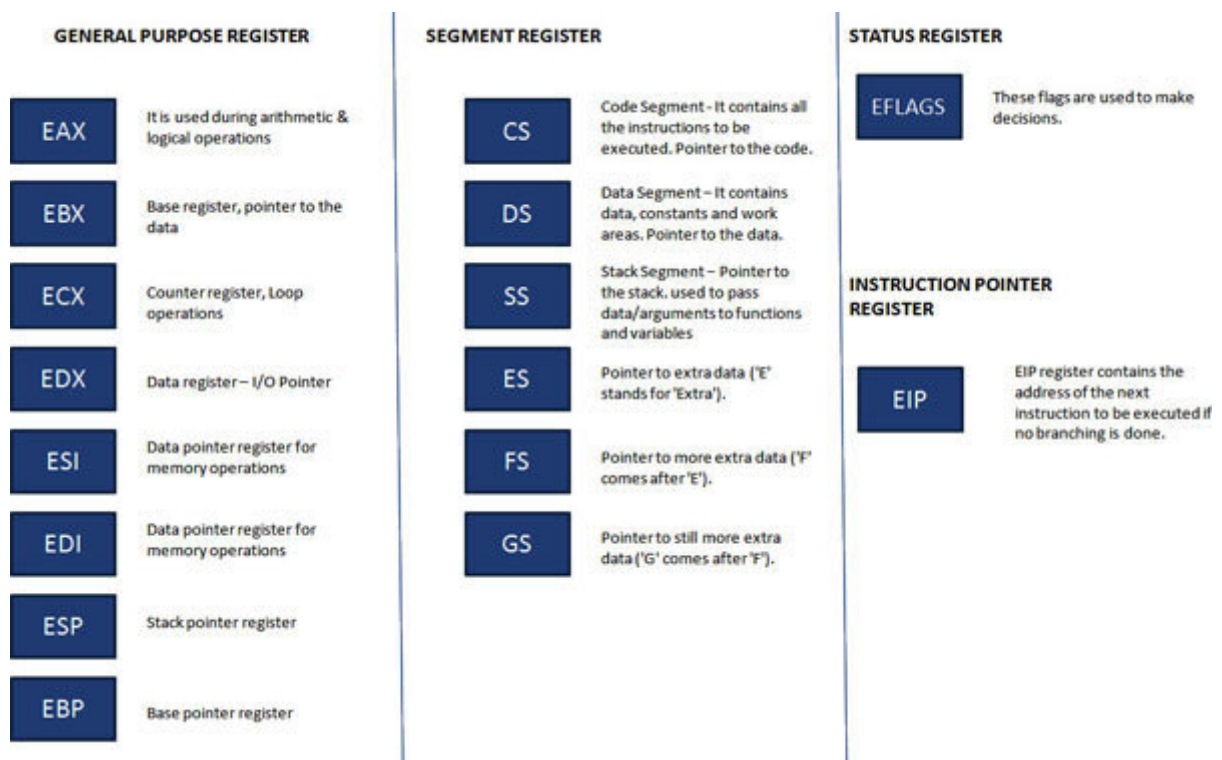 GENERAL PURPOSE REGISTER
EAX
It is used during arithmetic &
logical operations
EBX
Base register, pointer to the
data
ECX
Counter register, Loop
operations
EDX
Data register – I/O Pointer
ESI
Data pointer register for
memory operations
EDI
Data pointer register for
memory operations
ESP
Stack pointer register
EBP
Base pointer register
SEGMENT REGISTER
CS
Code Segment - It contains all
the instructions to be
executed. Pointer to the code.
DS
Data Segment – It contains
data, constants and work
areas. Pointer to the data.
SS
Stack Segment – Pointer to
the stack. used to pass
data/arguments to functions
and variables
ES
Pointer to extra data ('E'
stands for 'Extra').
FS
Pointer to more extra data ('F'
comes after 'E').
GS
Pointer to still more extra
data ('G' comes after 'F').
STATUS REGISTER
EFLAGS
These flags are used to make
decisions.
INSTRUCTION POINTER
REGISTER
EIP
EIP register contains the
address of the next
instruction to be executed if
no branching is done.